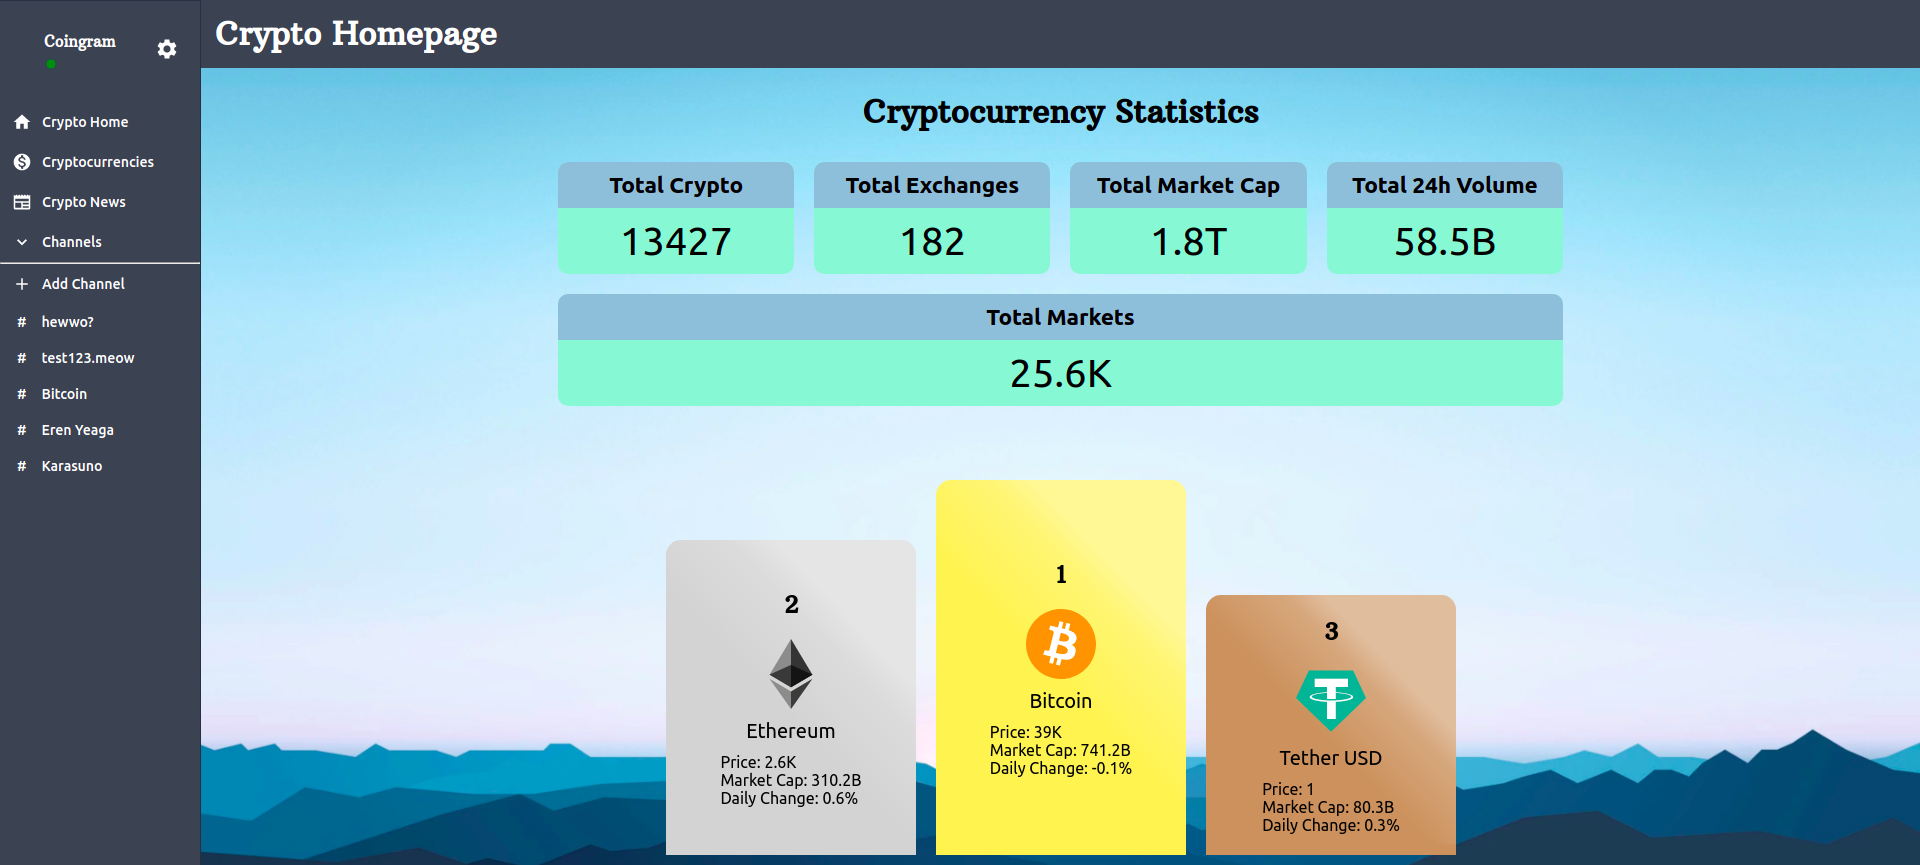 Coingram
Crypto Home
Cryptocurrencies
Crypto News
Channels
Add Channel
# hewwo?
# test123.meow
# Bitcoin
# Eren Yeaga
# Karasuno
Crypto Homepage
Cryptocurrency Statistics
Total Crypto
13427
Total Exchanges
182
Total Market Cap
1.8T
Total 24h Volume
58.5B
Total Markets
25.6K
2
Ethereum
Price: 2.6K
Market Cap: 310.2B
Daily Change: 0.6%
1
Bitcoin
Price: 39K
Market Cap: 741.2B
Daily Change: -0.1%
3
Tether USD
Price: 1
Market Cap: 80.3B
Daily Change: 0.3%